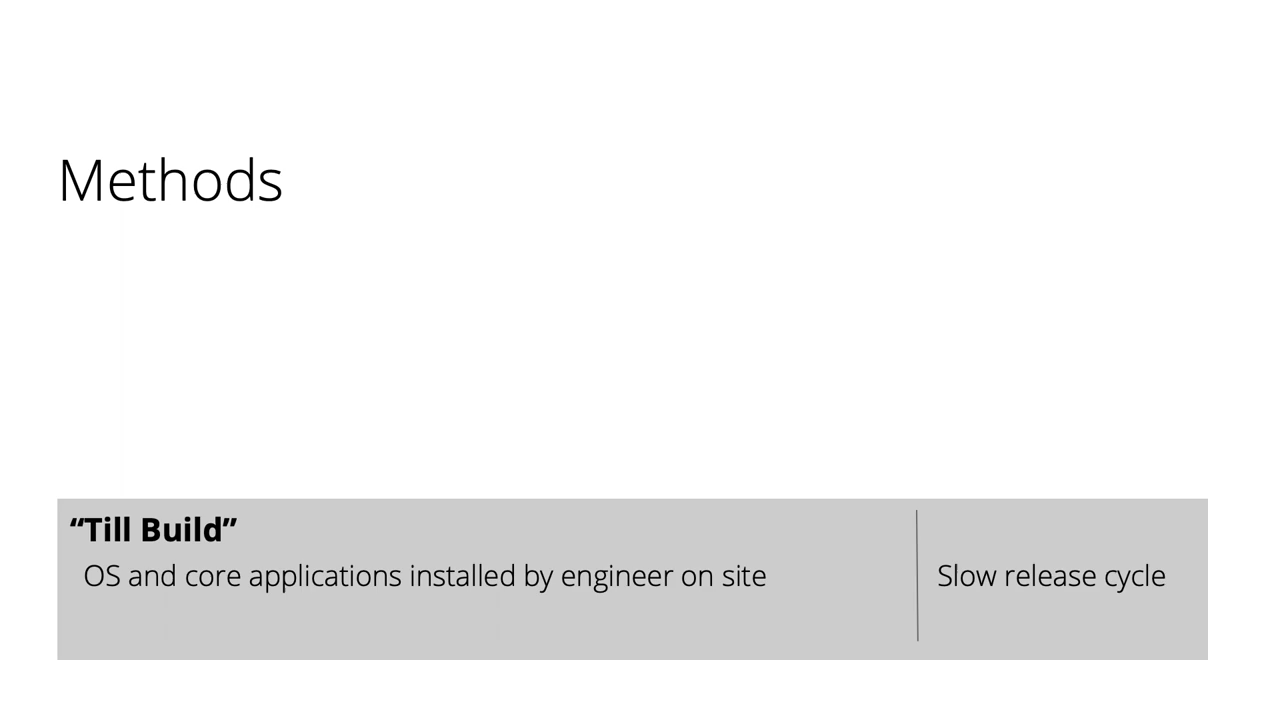 Methods
“Till Build”
OS and core applications installed by engineer on site
Slow release cycle